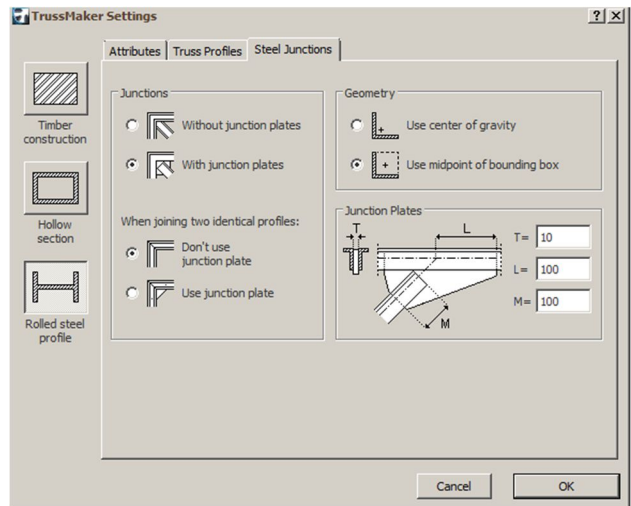 TrussMaker Settings
? X
Attributes
Truss Profiles
Steel Junctions
Timber
construction
Hollow
section
Rolled steel
profile
Junctions
Without junction plates
With junction plates
When joining two identical profiles:
Don't use
junction plate
Use junction plate
Geometry
Use center of gravity
Use midpoint of bounding box
Junction Plates
T
L
M
T= 10
L= 100
M= 100
Cancel
OK